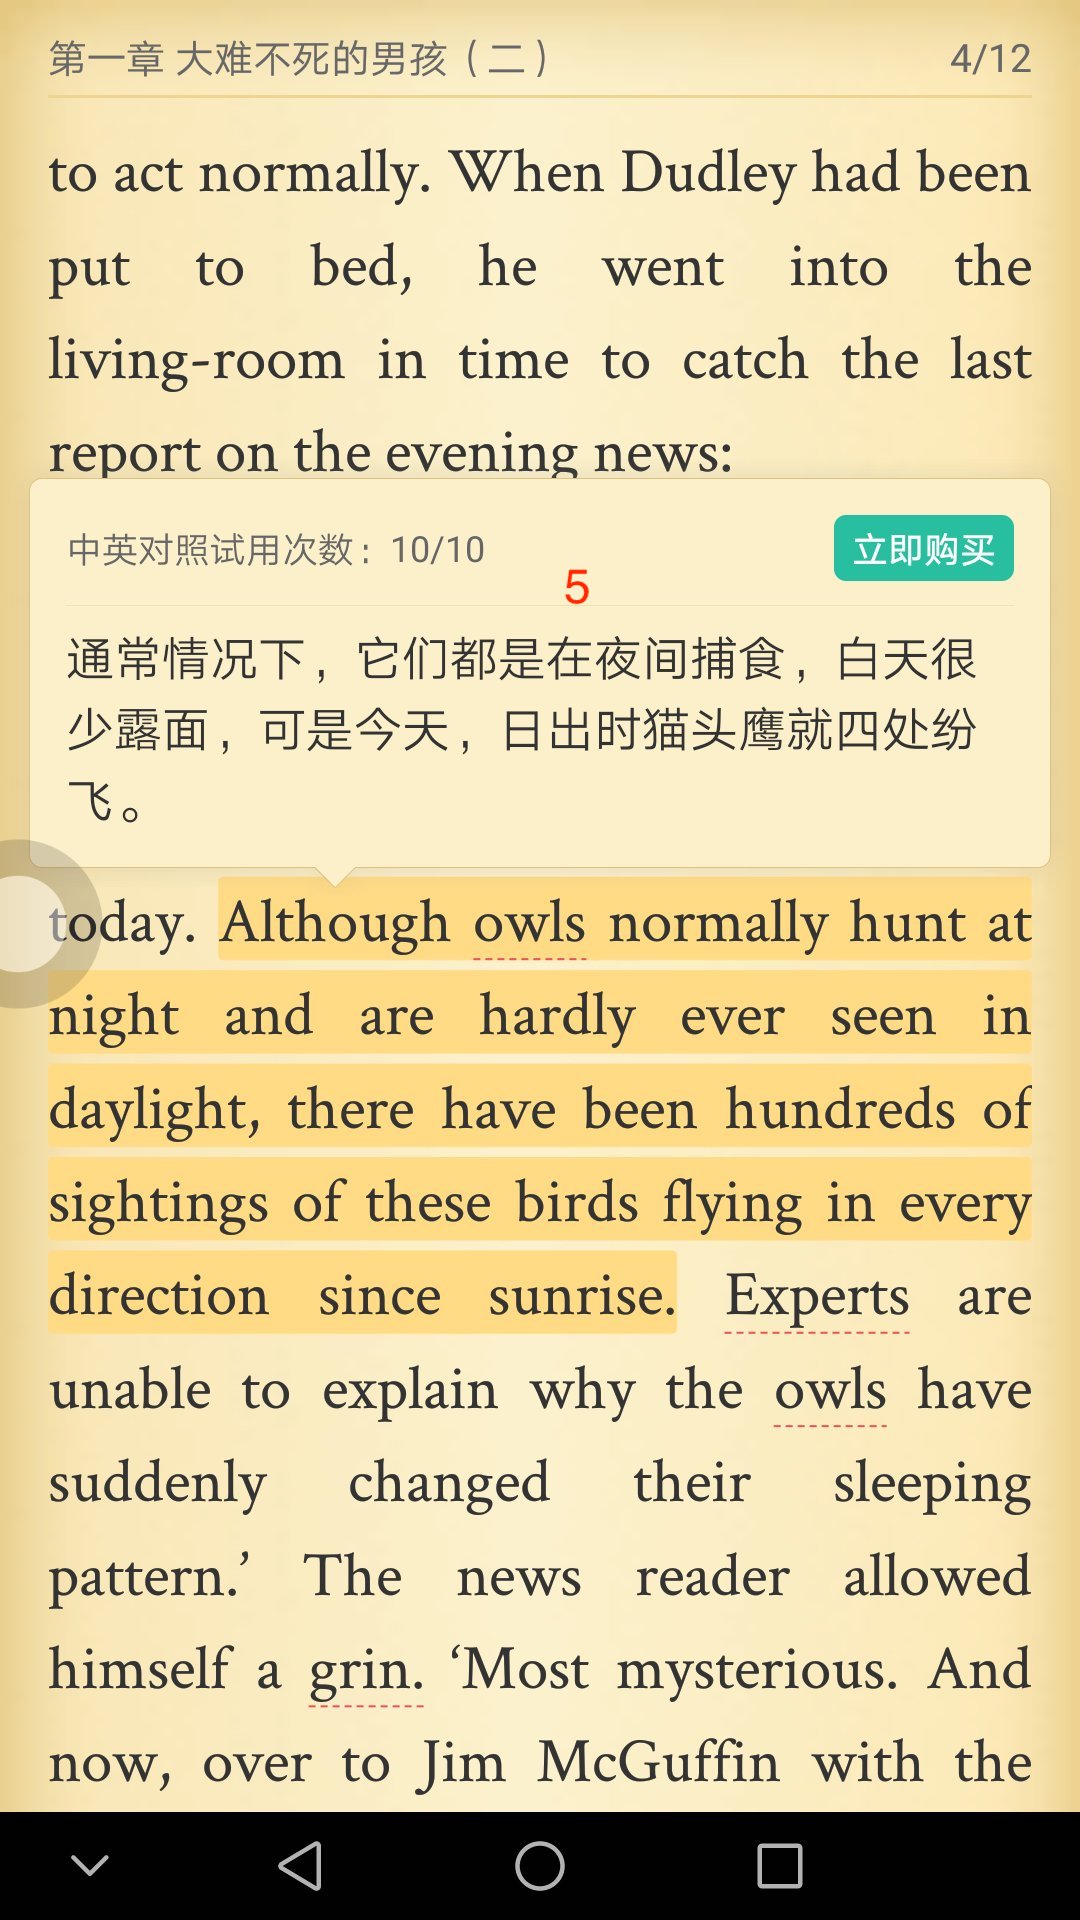 第一章 大难不死的男孩（二）
4/12
to act normally. When Dudley had been
put to bed, he went into the
living-room in time to catch the last
report on the evening news:
中英对照试用次数：10/10
立即购买
5
通常情况下，它们都是在夜间捕食，白天很
少露面，可是今天，日出时猫头鹰就四处纷
飞。
today. Although owls normally hunt at
night and are hardly ever seen in
daylight, there have been hundreds of
sightings of these birds flying in every
direction since sunrise. Experts are
unable to explain why the owls have
suddenly changed their sleeping
pattern.’ The news reader allowed
himself a grin. ‘Most mysterious. And
now, over to Jim McGuffin with the